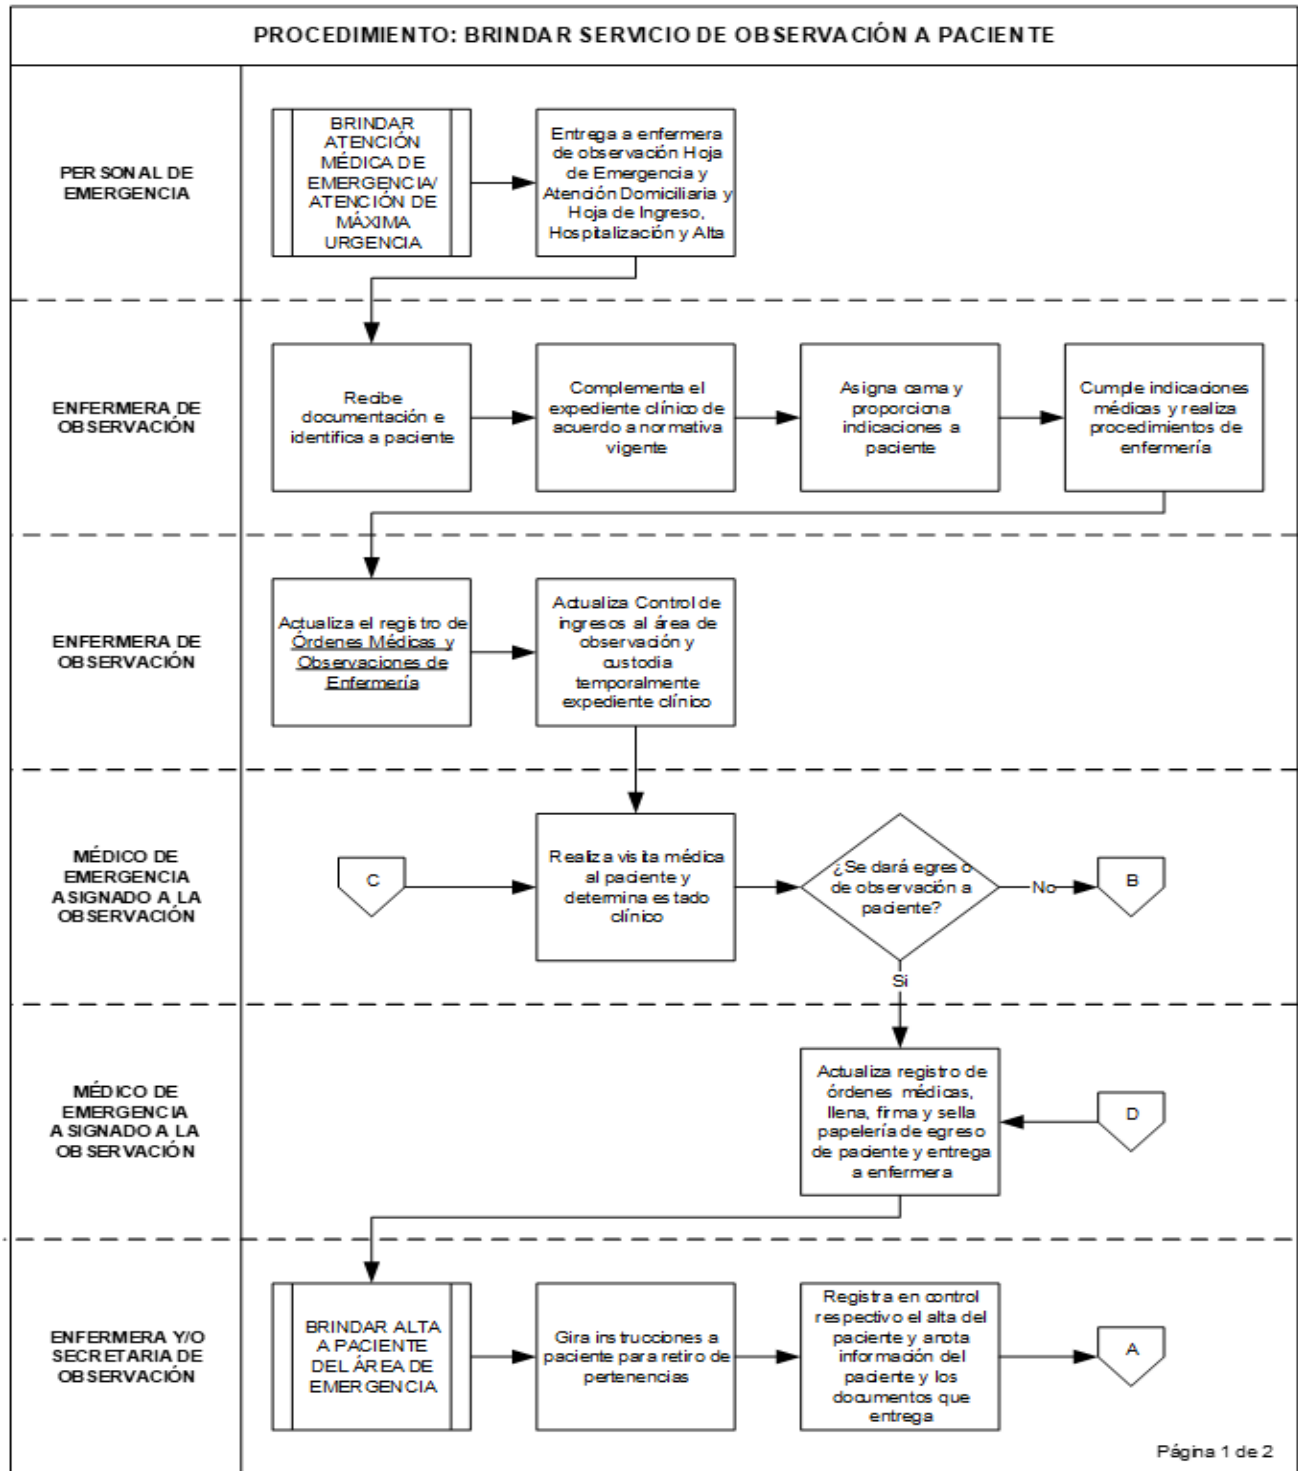 PROCEDIMIENTO: BRINDAR SERVICIO DE OBSERVACIÓN A PACIENTE
PERSONAL DE
EMERGENCIA
BRINDAR
ATENCIÓN
MÉDICA DE
EMERGENCIA/
ATENCIÓN DE
MÁXIMA
URGENCIA
Entrega a enfermera
de observación Hoja
de Emergencia y
Atención Domiciliaria y
Hoja de Ingreso,
Hospitalización y Alta
ENFERMERA DE
OBSERVACIÓN
Recibe
documentación e
identifica a paciente
Complementa el
expediente clínico de
acuerdo a normativa
vigente
Asigna cama y
proporciona
indicaciones a
paciente
Cumple indicaciones
médicas y realiza
procedimientos de
enfermería
ENFERMERA DE
OBSERVACIÓN
Actualiza el registro de
Órdenes Médicas y
Observaciones de
Enfermería
Actualiza Control de
ingresos al área de
observación y
custodia
temporalmente
expediente clínico
MÉDICO DE
EMERGENCIA
ASIGNADO A LA
OBSERVACIÓN
C
Realiza visita médica
al paciente y
determina estado
clínico
¿Se dará egreso
de observación a
paciente?
No
B
Si
MÉDICO DE
EMERGENCIA
ASIGNADO A LA
OBSERVACIÓN
Actualiza registro de
órdenes médicas,
llena, firma y sella
papelería de egreso
de paciente y entrega
a enfermera
D
ENFERMERA Y/O
SECRETARIA DE
OBSERVACIÓN
BRINDAR ALTA
A PACIENTE
DEL ÁREA DE
EMERGENCIA
Gira instrucciones a
paciente para retiro de
pertenencias
Registra en control
respectivo el alta del
paciente y anota
información del
paciente y los
documentos que
entrega
A
Página 1 de 2